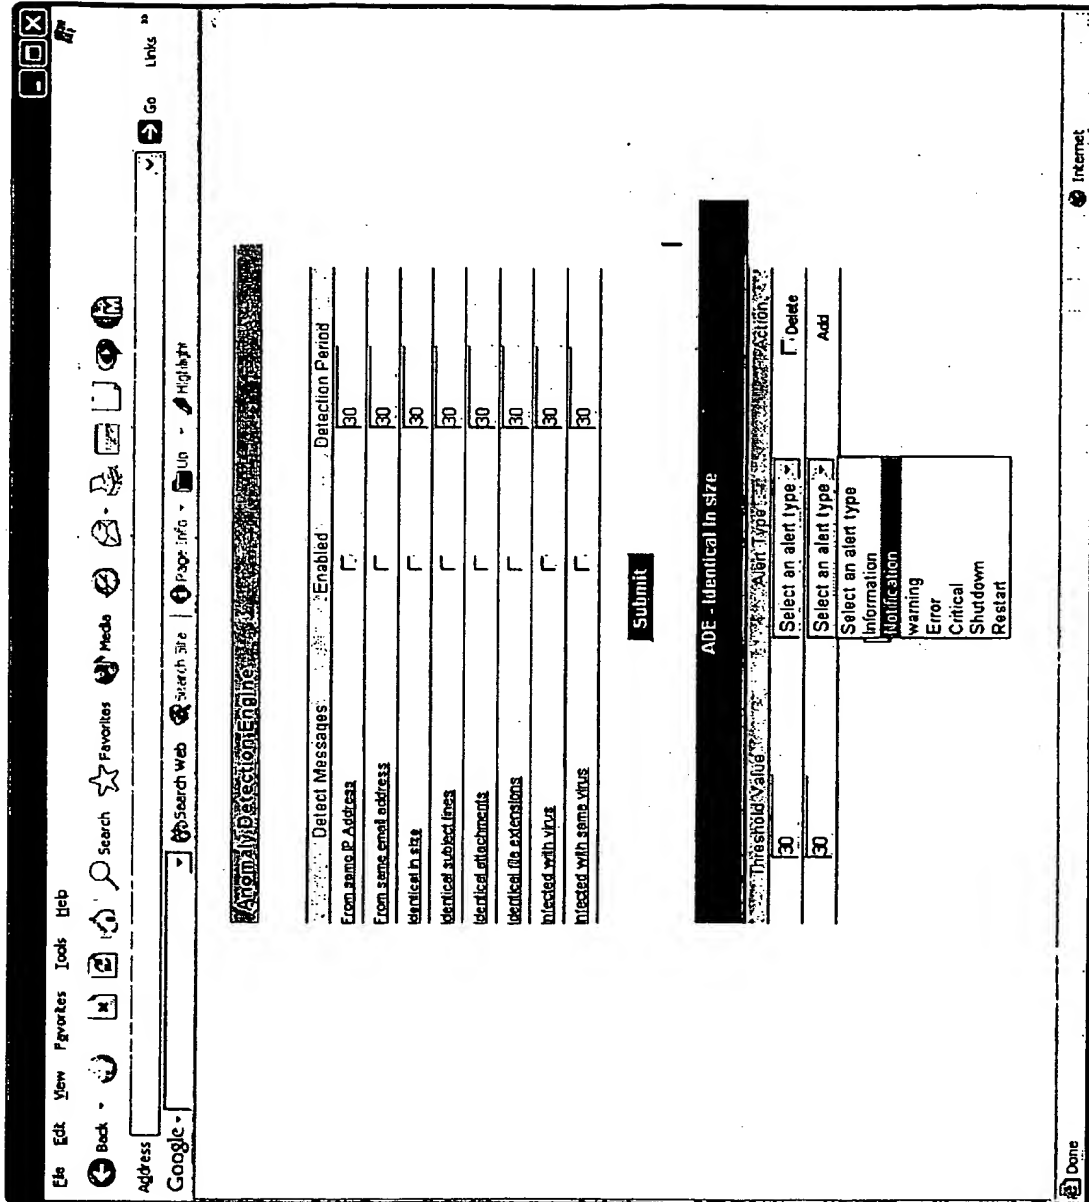 File Edit View Favorites Tools Help
Back Search Favorites Media
Address Go Links »
Google Search Web Search Site Page Info Up Highlight
Anomaly Detection Engine
Detect Messages Enabled Detection Period
From same IP Address 30
From same email address 30
Identical in size 30
Identical subject lines 30
Identical attachments 30
Identical file extensions 30
Infected with virus 30
Infected with same virus 30
Submit
ADE - Identical in size
Threshold Value Alert Type Action
30 Select an alert type Delete
30 Select an alert type Add
Select an alert type
Information
Notification
warning
Error
Critical
Shutdown
Restart
Done Internet